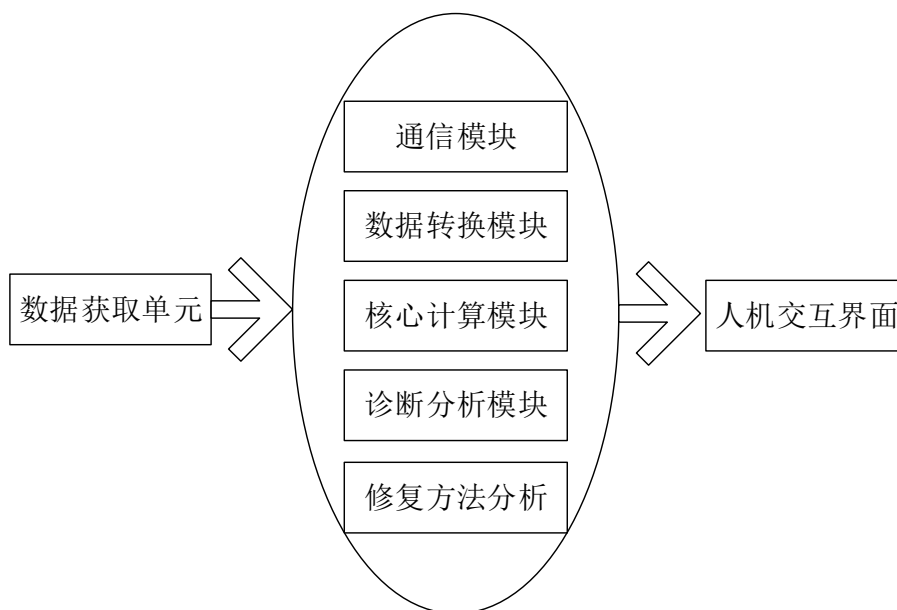 通信模块
数据转换模块
数据获取单元
核心计算模块
人机交互界面
诊断分析模块
修复方法分析